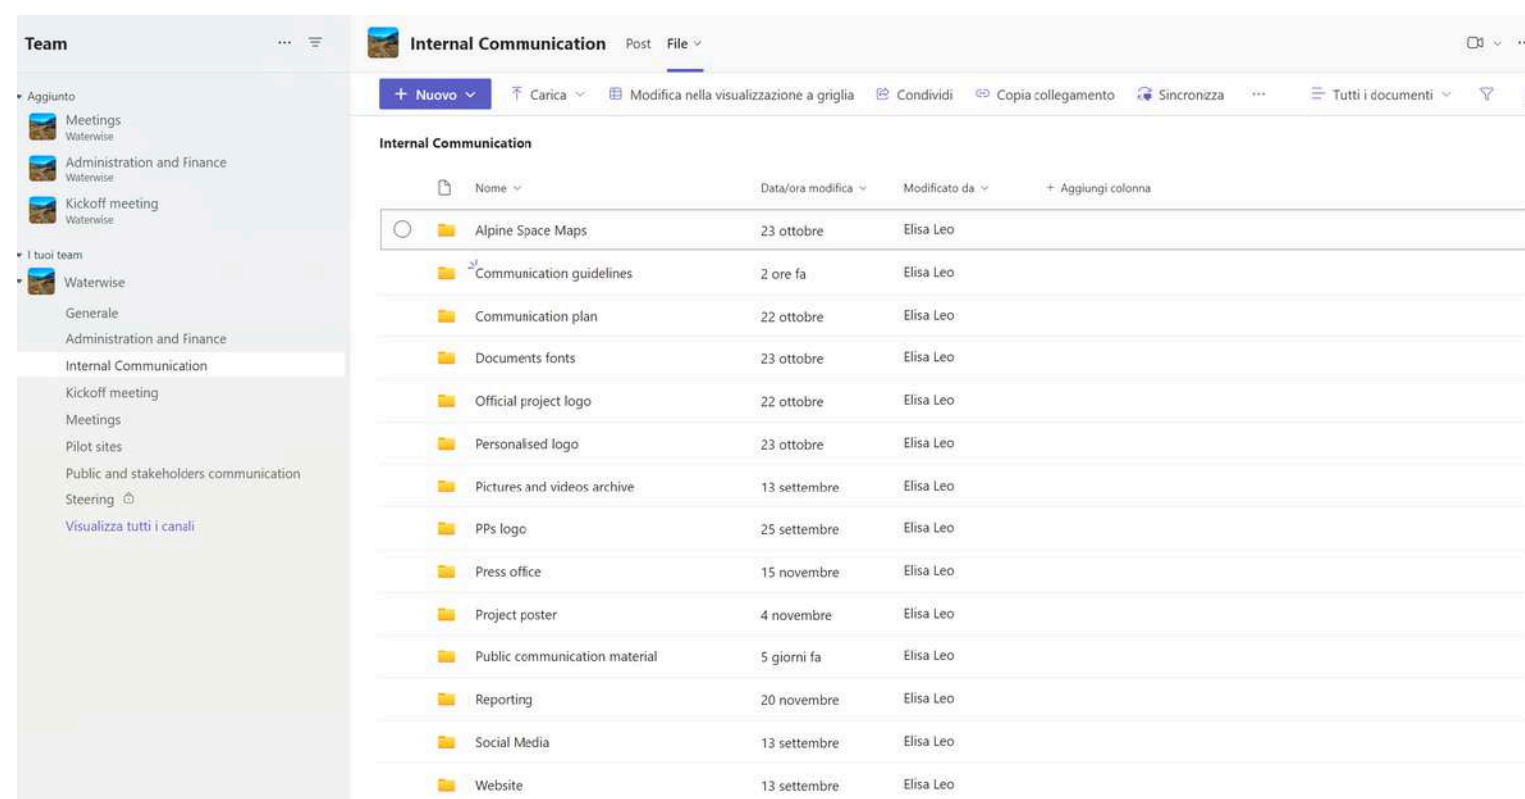 Team
Aggiunto
Meetings
Waterwise
Administration and Finance
Waterwise
Kickoff meeting
Waterwise
I tuoi team
Waterwise
Generale
Administration and Finance
Internal Communication
Kickoff meeting
Meetings
Pilot sites
Public and stakeholders communication
Steering
Visualizza tutti i canali
Internal Communication Post File
+ Nuovo Carica Modifica nella visualizzazione a griglia Condividi Copia collegamento Sincronizza ... Tutti i documenti
Internal Communication
Nome Data/ora modifica Modificato da + Aggiungi colonna
Alpine Space Maps 23 ottobre Elisa Leo
Communication guidelines 2 ore fa Elisa Leo
Communication plan 22 ottobre Elisa Leo
Documents fonts 23 ottobre Elisa Leo
Official project logo 22 ottobre Elisa Leo
Personalised logo 23 ottobre Elisa Leo
Pictures and videos archive 13 settembre Elisa Leo
PPs logo 25 settembre Elisa Leo
Press office 15 novembre Elisa Leo
Project poster 4 novembre Elisa Leo
Public communication material 5 giorni fa Elisa Leo
Reporting 20 novembre Elisa Leo
Social Media 13 settembre Elisa Leo
Website 13 settembre Elisa Leo